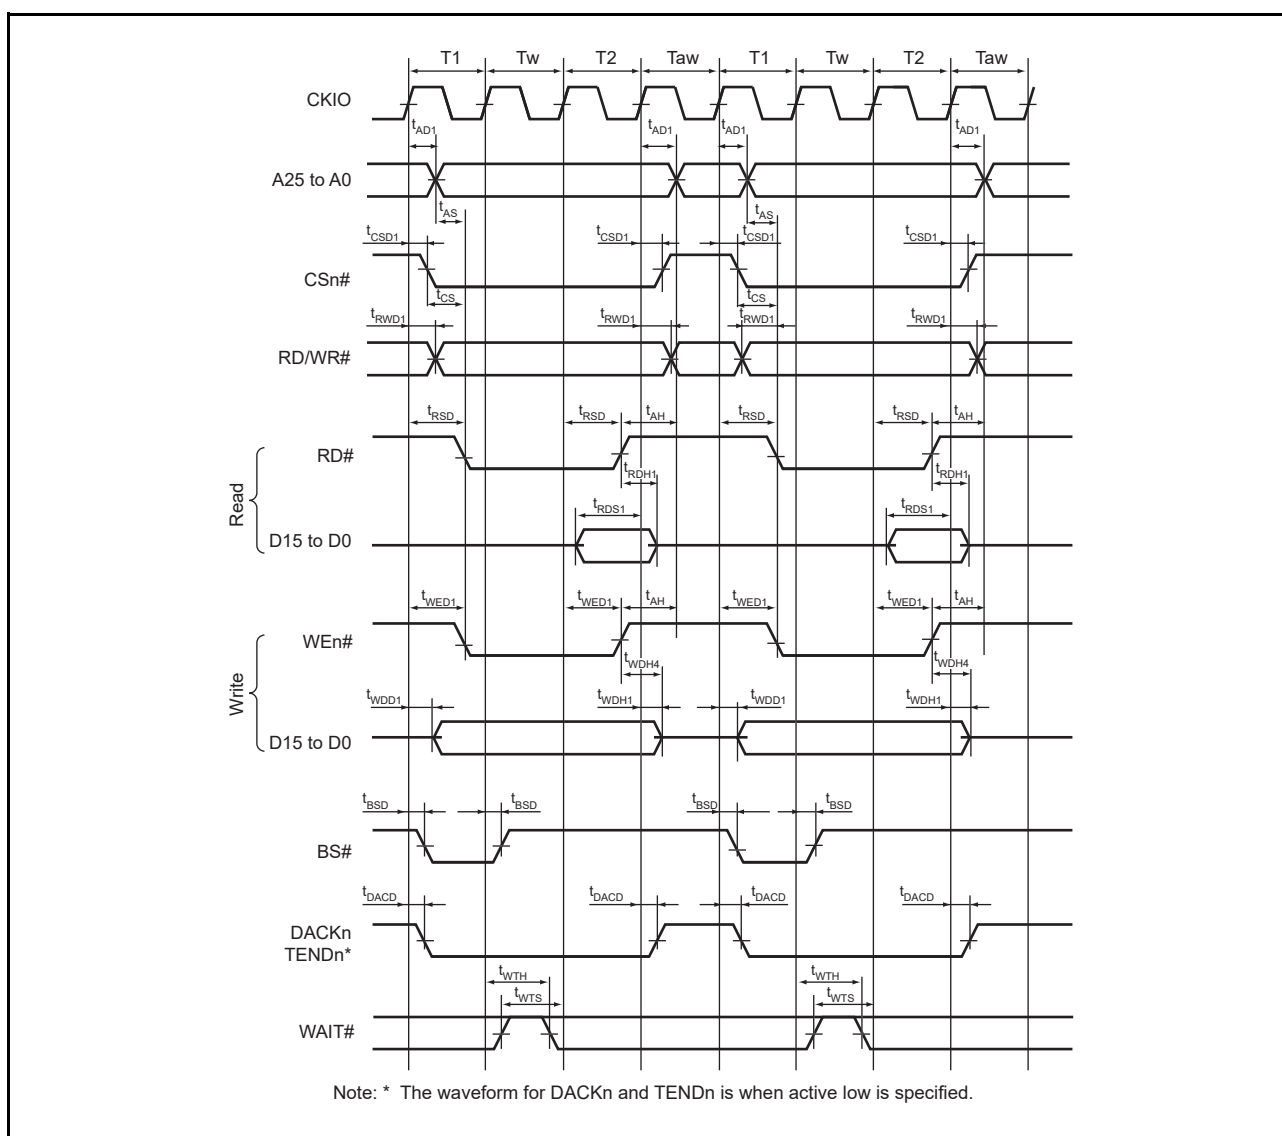 T1 Tw T2 Taw T1 Tw T2 Taw
CKIO
tAD1 tAD1 tAD1 tAD1
A25 to A0
tAS tAS
tCSD1 tCSD1 tCSD1 tCSD1
CSn#
tCS tCS
tRWD1 tRWD1 tRWD1 tRWD1
RD/WR#
tRSD tRSD tAH tRSD tRSD tAH
RD#
tRDH1 tRDH1
Read
tRDS1 tRDS1
D15 to D0
tWED1 tWED1 tAH tWED1 tWED1 tAH
WEn#
tWDH4 tWDH4
Write
tWDD1 tWDH1 tWDD1 tWDH1
D15 to D0
tBSD tBSD tBSD tBSD
BS#
tDACD tDACD tDACD tDACD
DACKn
TENDn*
tWTH tWTH
tWTS tWTS
WAIT#
Note: * The waveform for DACKn and TENDn is when active low is specified.